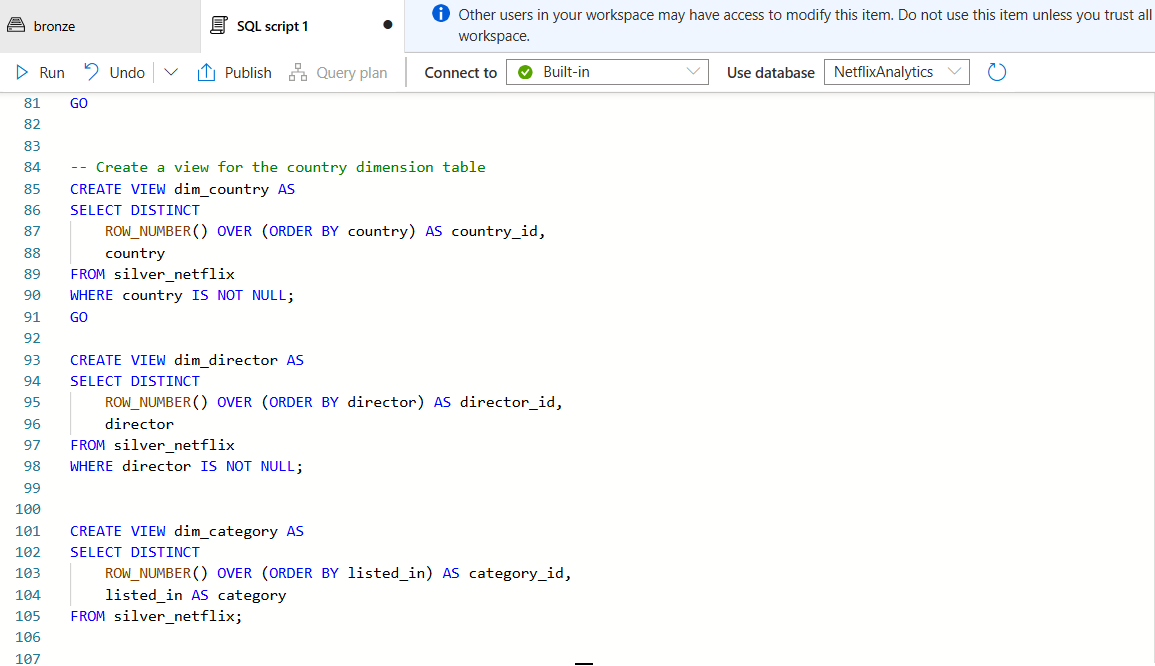 bronze
SQL script 1
Other users in your workspace may have access to modify this item. Do not use this item unless you trust all
workspace.
Run Undo Publish Query plan Connect to Built-in Use database NetflixAnalytics
81 GO
82
83
84 -- Create a view for the country dimension table
85 CREATE VIEW dim_country AS
86 SELECT DISTINCT
87     ROW_NUMBER() OVER (ORDER BY country) AS country_id,
88     country
89 FROM silver_netflix
90 WHERE country IS NOT NULL;
91 GO
92
93 CREATE VIEW dim_director AS
94 SELECT DISTINCT
95     ROW_NUMBER() OVER (ORDER BY director) AS director_id,
96     director
97 FROM silver_netflix
98 WHERE director IS NOT NULL;
99
100
101 CREATE VIEW dim_category AS
102 SELECT DISTINCT
103     ROW_NUMBER() OVER (ORDER BY listed_in) AS category_id,
104     listed_in AS category
105 FROM silver_netflix;
106
107